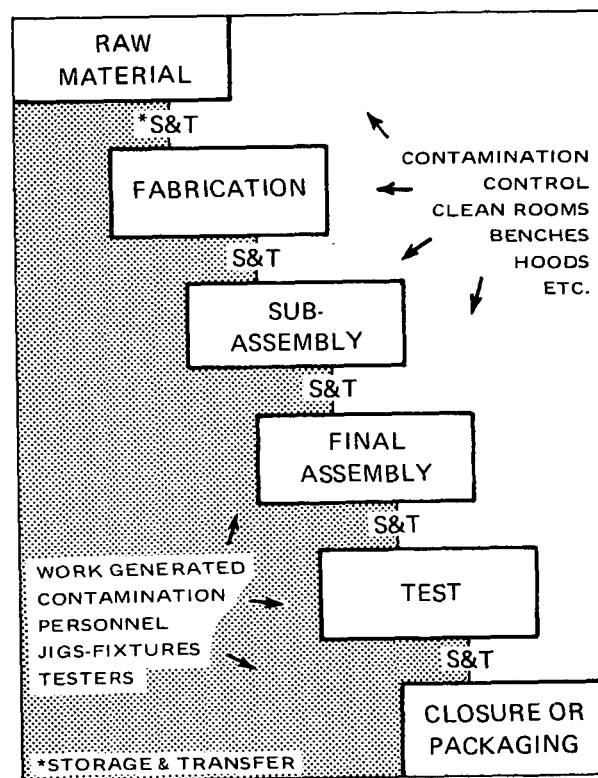 RAW
MATERIAL
*S&T
FABRICATION
CONTAMINATION
CONTROL
CLEAN ROOMS
BENCHES
HOODS
ETC.
S&T
SUB-
ASSEMBLY
S&T
FINAL
ASSEMBLY
S&T
WORK GENERATED
CONTAMINATION
PERSONNEL
JIGS-FIXTURES
TESTERS
TEST
S&T
CLOSURE OR
PACKAGING
*STORAGE & TRANSFER